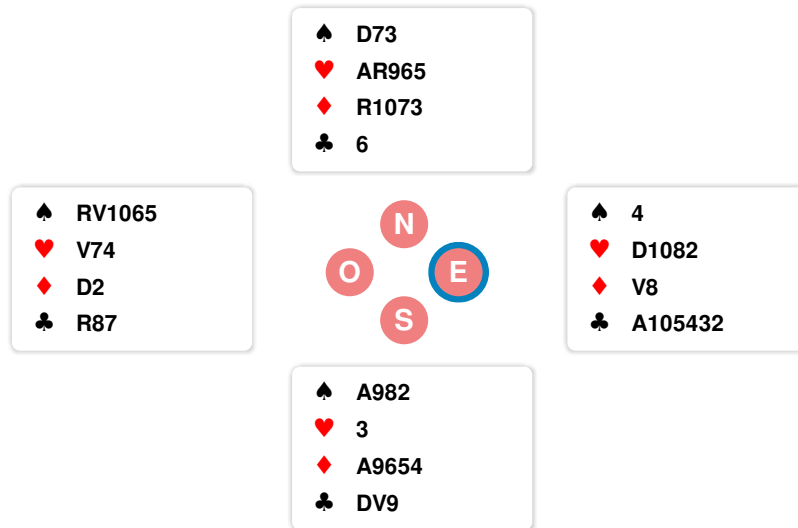 ♠ D73
♥ AR965
♦ R1073
♣ 6
♠ RV1065
♥ V74
♦ D2
♣ R87
N
O
E
S
♠ 4
♥ D1082
♦ V8
♣ A105432
♠ A982
♥ 3
♦ A9654
♣ DV9